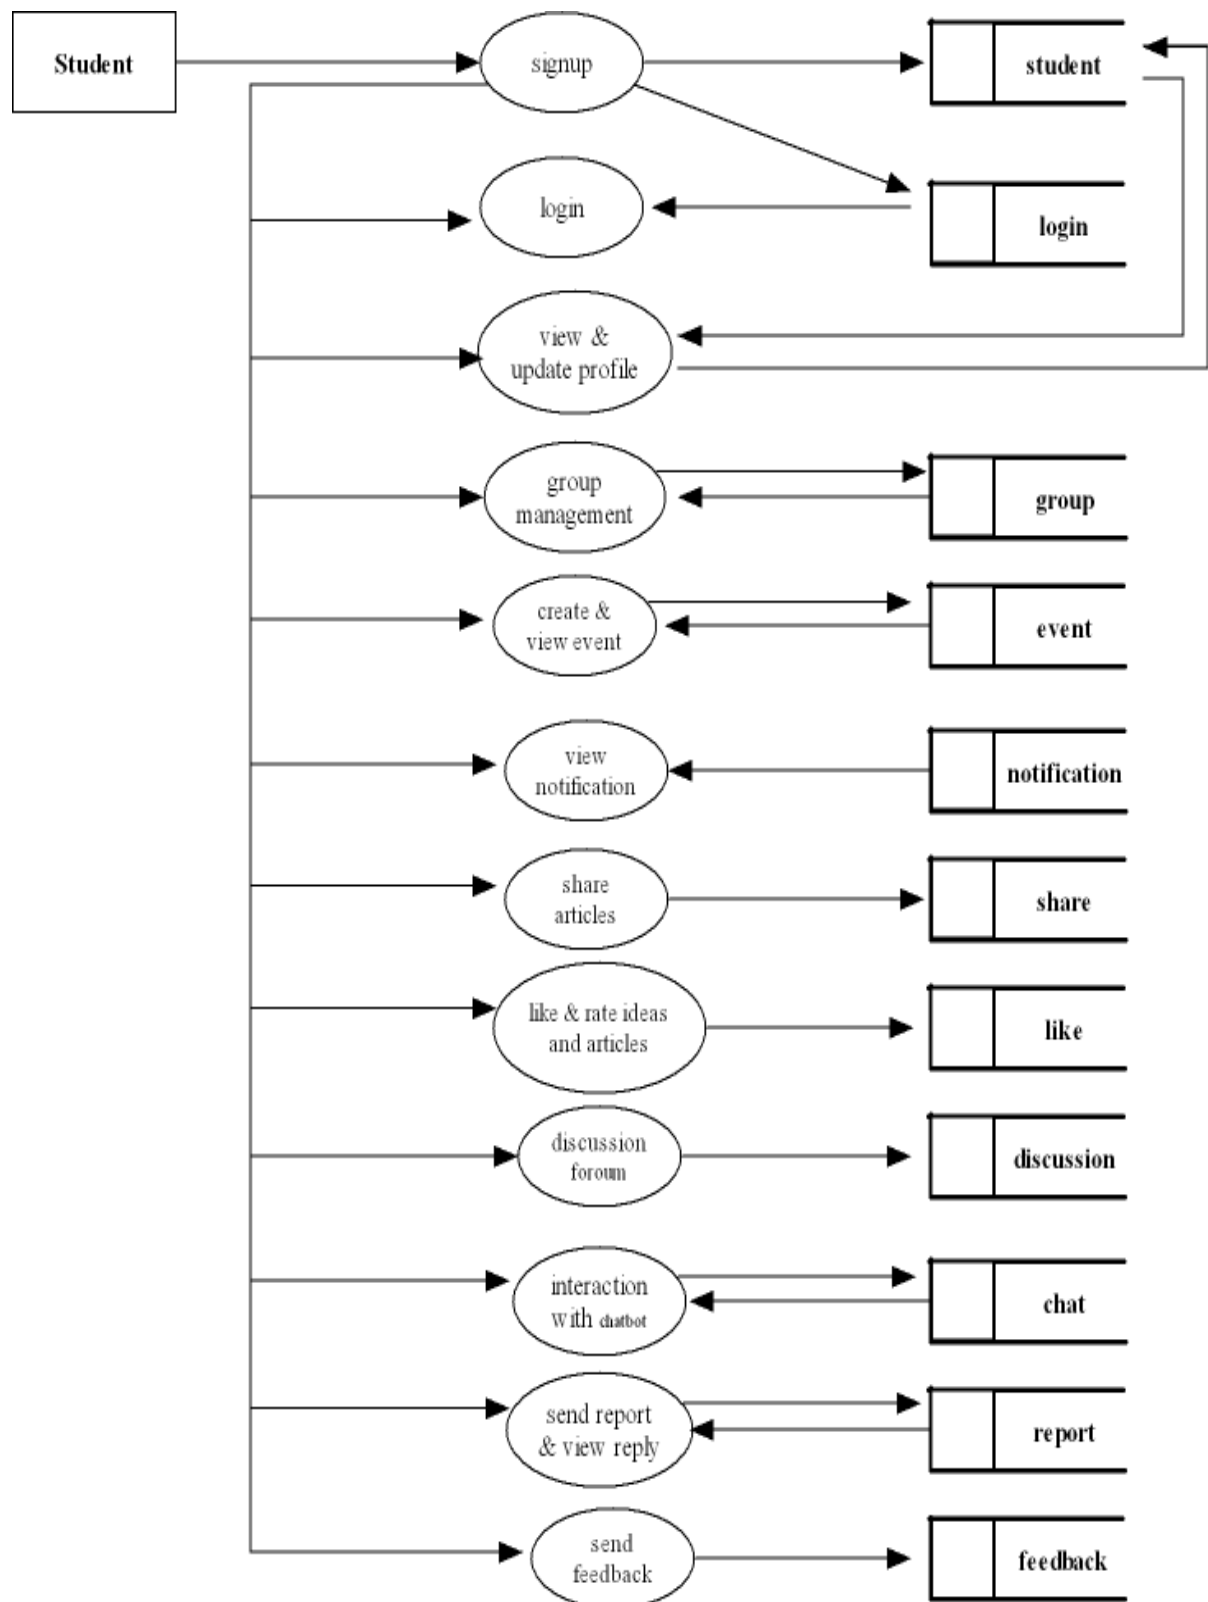 Student
signup
student
login
login
view &
update profile
group
management
group
create &
view event
event
view
notification
notification
share
articles
share
like & rate ideas
and articles
like
discussion
foroum
discussion
interaction
with chatbot
chat
send report
& view reply
report
send
feedback
feedback